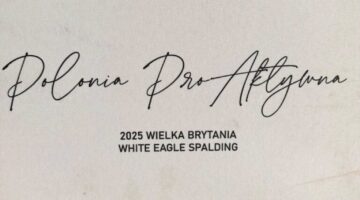 Polonia ProAktywna
2025 WIELKA BRYTANIA
WHITE EAGLE SPALDING